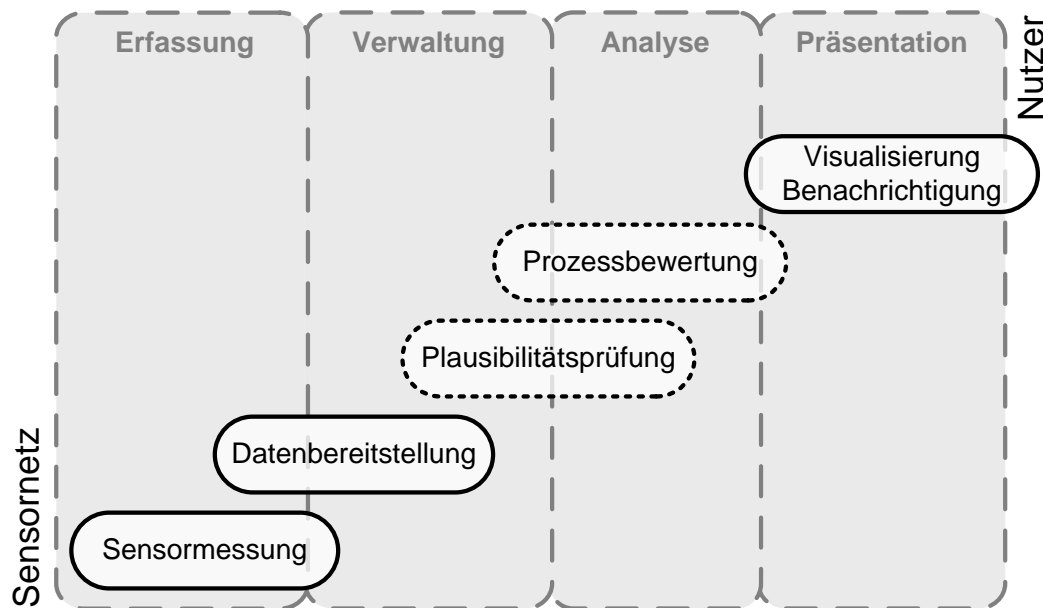 Erfassung
Verwaltung
Analyse
Präsentation
Nutzer
Visualisierung
Benachrichtigung
Prozessbewertung
Plausibilitätsprüfung
Datenbereitstellung
Sensormessung
Sensornetz